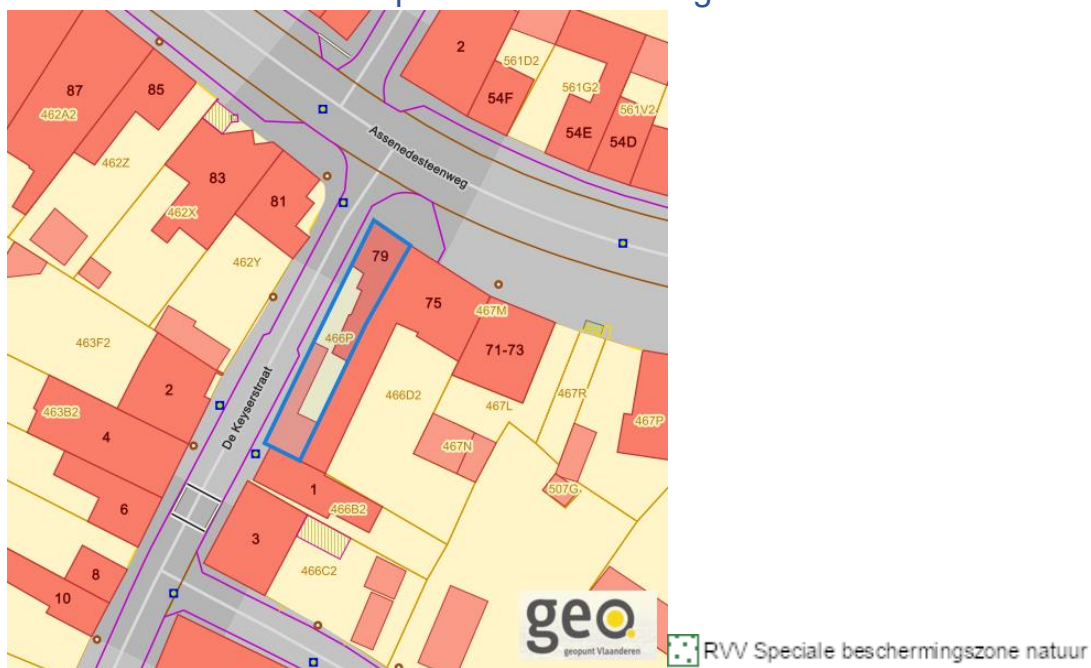 2
561D2
54F
561G2
561V2
54E
54D
87
85
462A2
462Z
Assenedesteenweg
83
81
462X
462Y
79
75
467M
463F2
466P
71-73
467R
467L
466D2
467P
2
463B2
4
De Keyserstraat
467N
507G
1
466B2
6
3
466C2
8
10
geo
geopunt Vlaanderen
RVV Speciale beschermingszone natuur